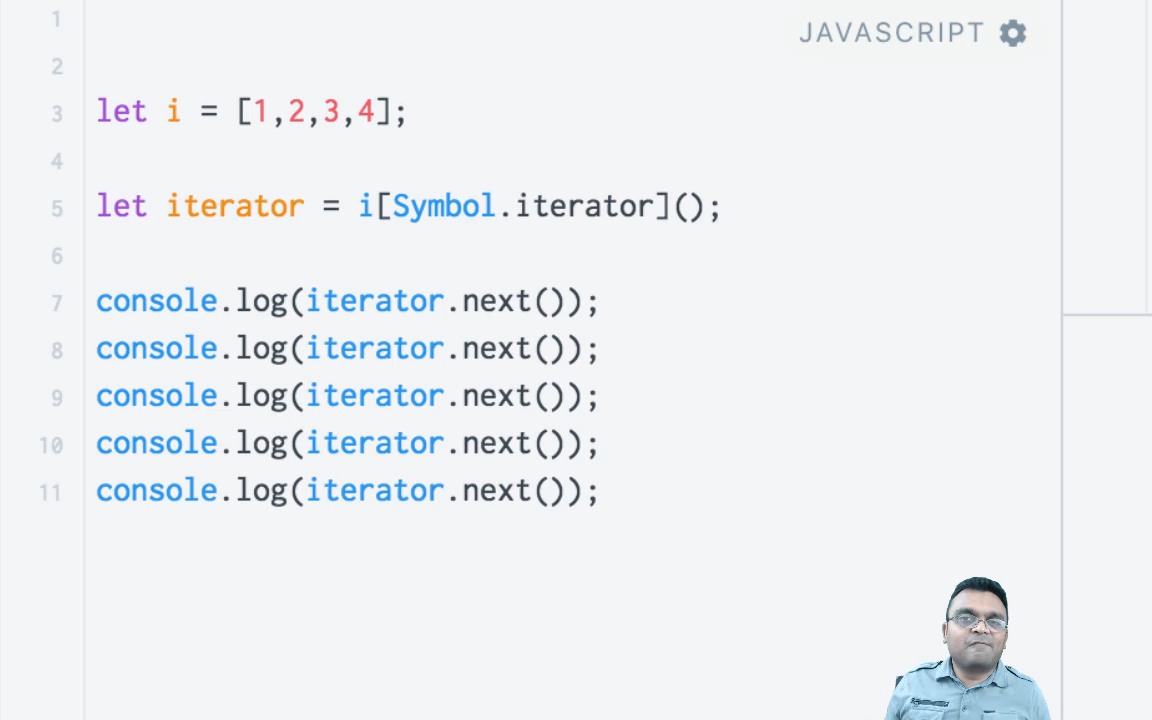 JAVASCRIPT
1
2
3 let i = [1,2,3,4];
4
5 let iterator = i[Symbol.iterator]();
6
7 console.log(iterator.next());
8 console.log(iterator.next());
9 console.log(iterator.next());
10 console.log(iterator.next());
11 console.log(iterator.next());